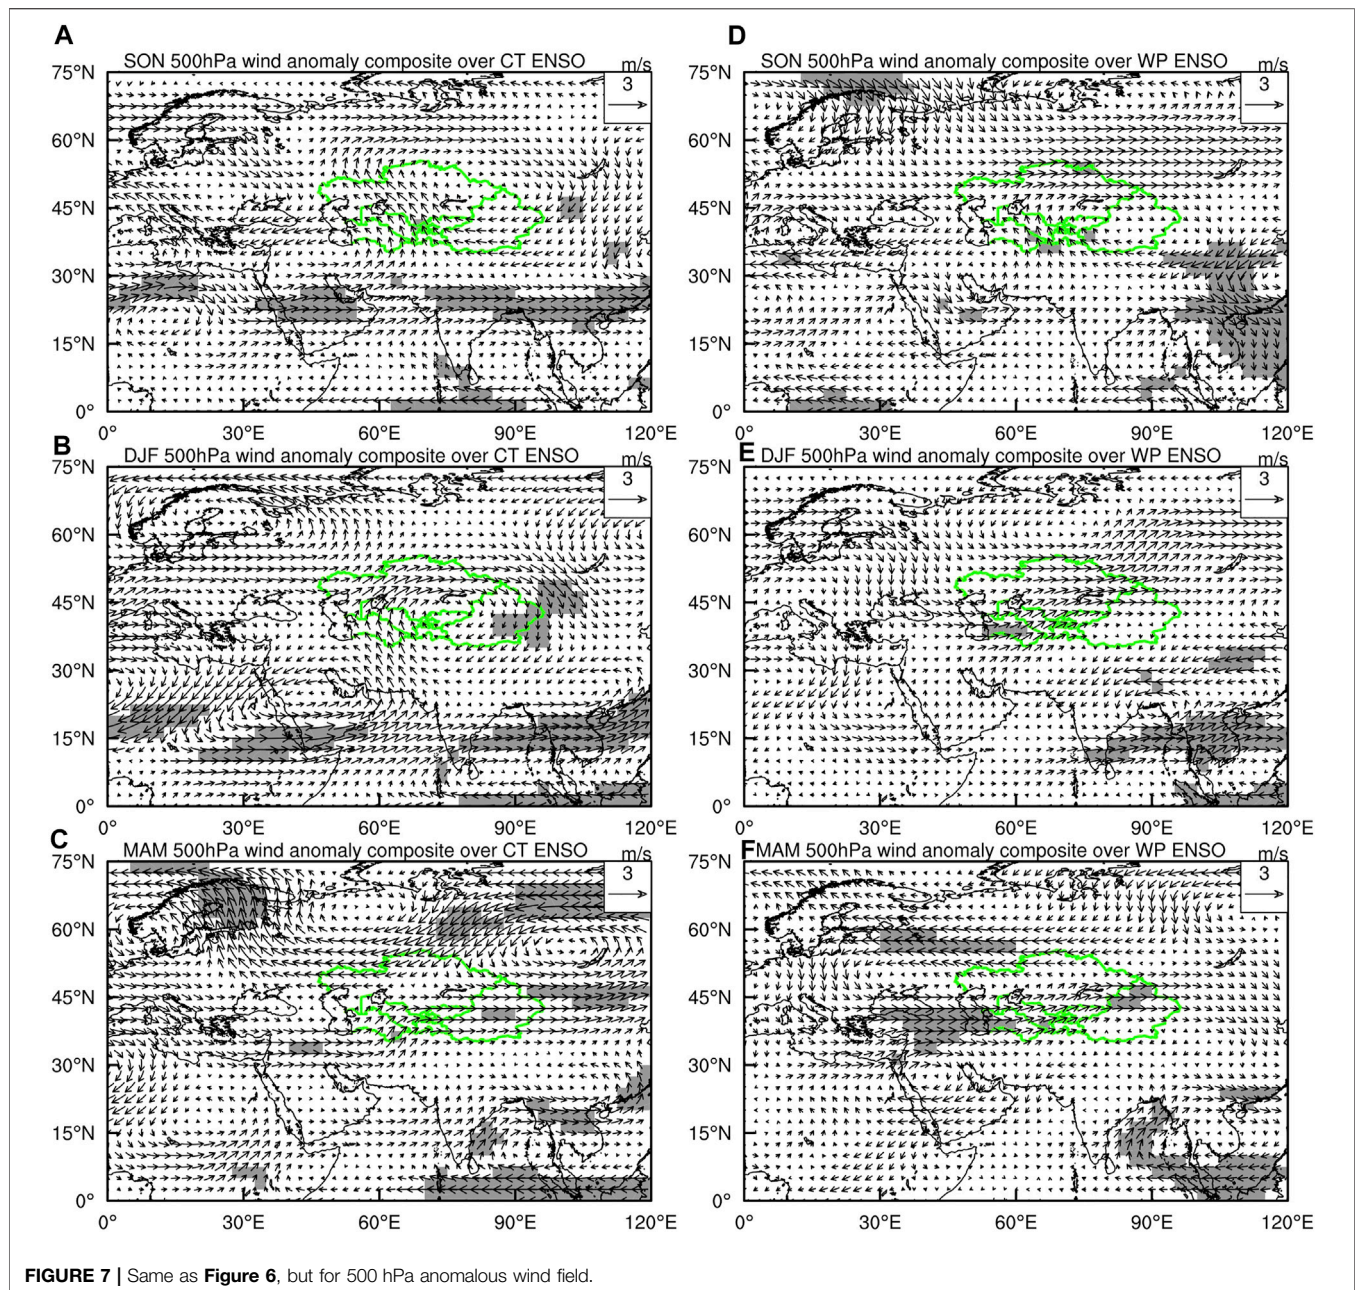 A
SON 500hPa wind anomaly composite over CT ENSO
m/s
3
75°N
60°N
45°N
30°N
15°N
0°
0°
30°E
60°E
90°E
120°E
B
DJF 500hPa wind anomaly composite over CT ENSO
m/s
3
75°N
60°N
45°N
30°N
15°N
0°
0°
30°E
60°E
90°E
120°E
C
MAM 500hPa wind anomaly composite over CT ENSO
m/s
3
75°N
60°N
45°N
30°N
15°N
0°
0°
30°E
60°E
90°E
120°E
D
SON 500hPa wind anomaly composite over WP ENSO
m/s
3
75°N
60°N
45°N
30°N
15°N
0°
0°
30°E
60°E
90°E
120°E
E
DJF 500hPa wind anomaly composite over WP ENSO
m/s
3
75°N
60°N
45°N
30°N
15°N
0°
0°
30°E
60°E
90°E
120°E
F
MAM 500hPa wind anomaly composite over WP ENSO
m/s
3
75°N
60°N
45°N
30°N
15°N
0°
0°
30°E
60°E
90°E
120°E
FIGURE 7 | Same as Figure 6, but for 500 hPa anomalous wind field.